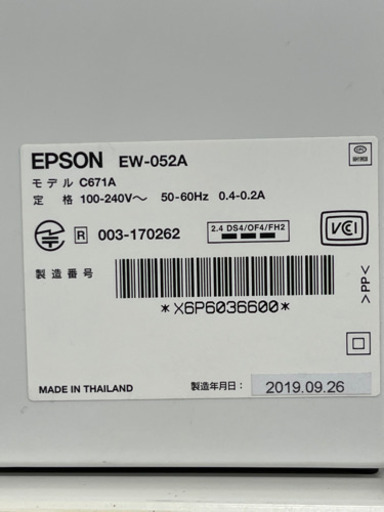 EPSON EW-052A
モデル C671A
定 格 100-240V～ 50-60Hz 0.4-0.2A
R 003-170262
2.4 DS4/OF4/FH2
VCI
製造番号
*X6P6036600*
>PP<
MADE IN THAILAND
製造年月日: 2019.09.26